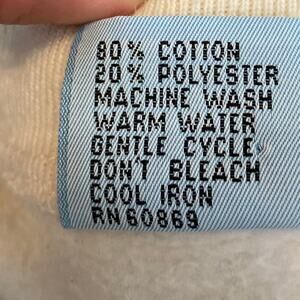 80% COTTON
20% POLYESTER
MACHINE WASH
WARM WATER
GENTLE CYCLE
DON'T BLEACH
COOL IRON
RN 60869